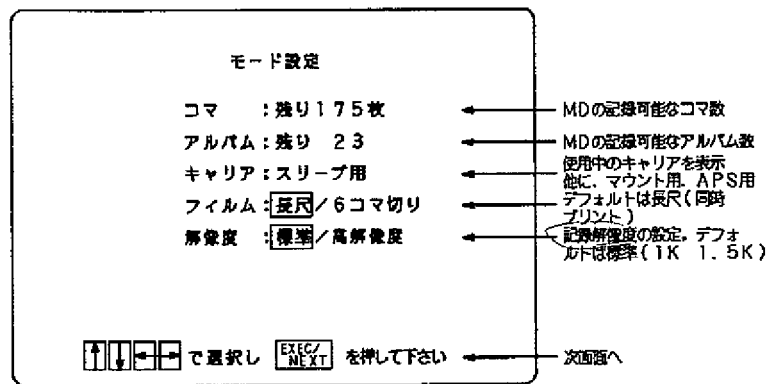 モード設定
コマ　：残り１７５枚
アルバム：残り　２３
キャリア：スリーブ用
フィルム：長尺／６コマ切り
解像度　：標準／高解像度
↑↓←→で選択し　EXEC/NEXT　を押して下さい
MDの記録可能なコマ数
MDの記録可能なアルバム数
使用中のキャリアを表示
他に、マウント用、ＡＰＳ用
デフォルトは長尺（同時
プリント）
記録解像度の設定，デフォ
ルトは標準（１Ｋ　１．５Ｋ）
次画面へ